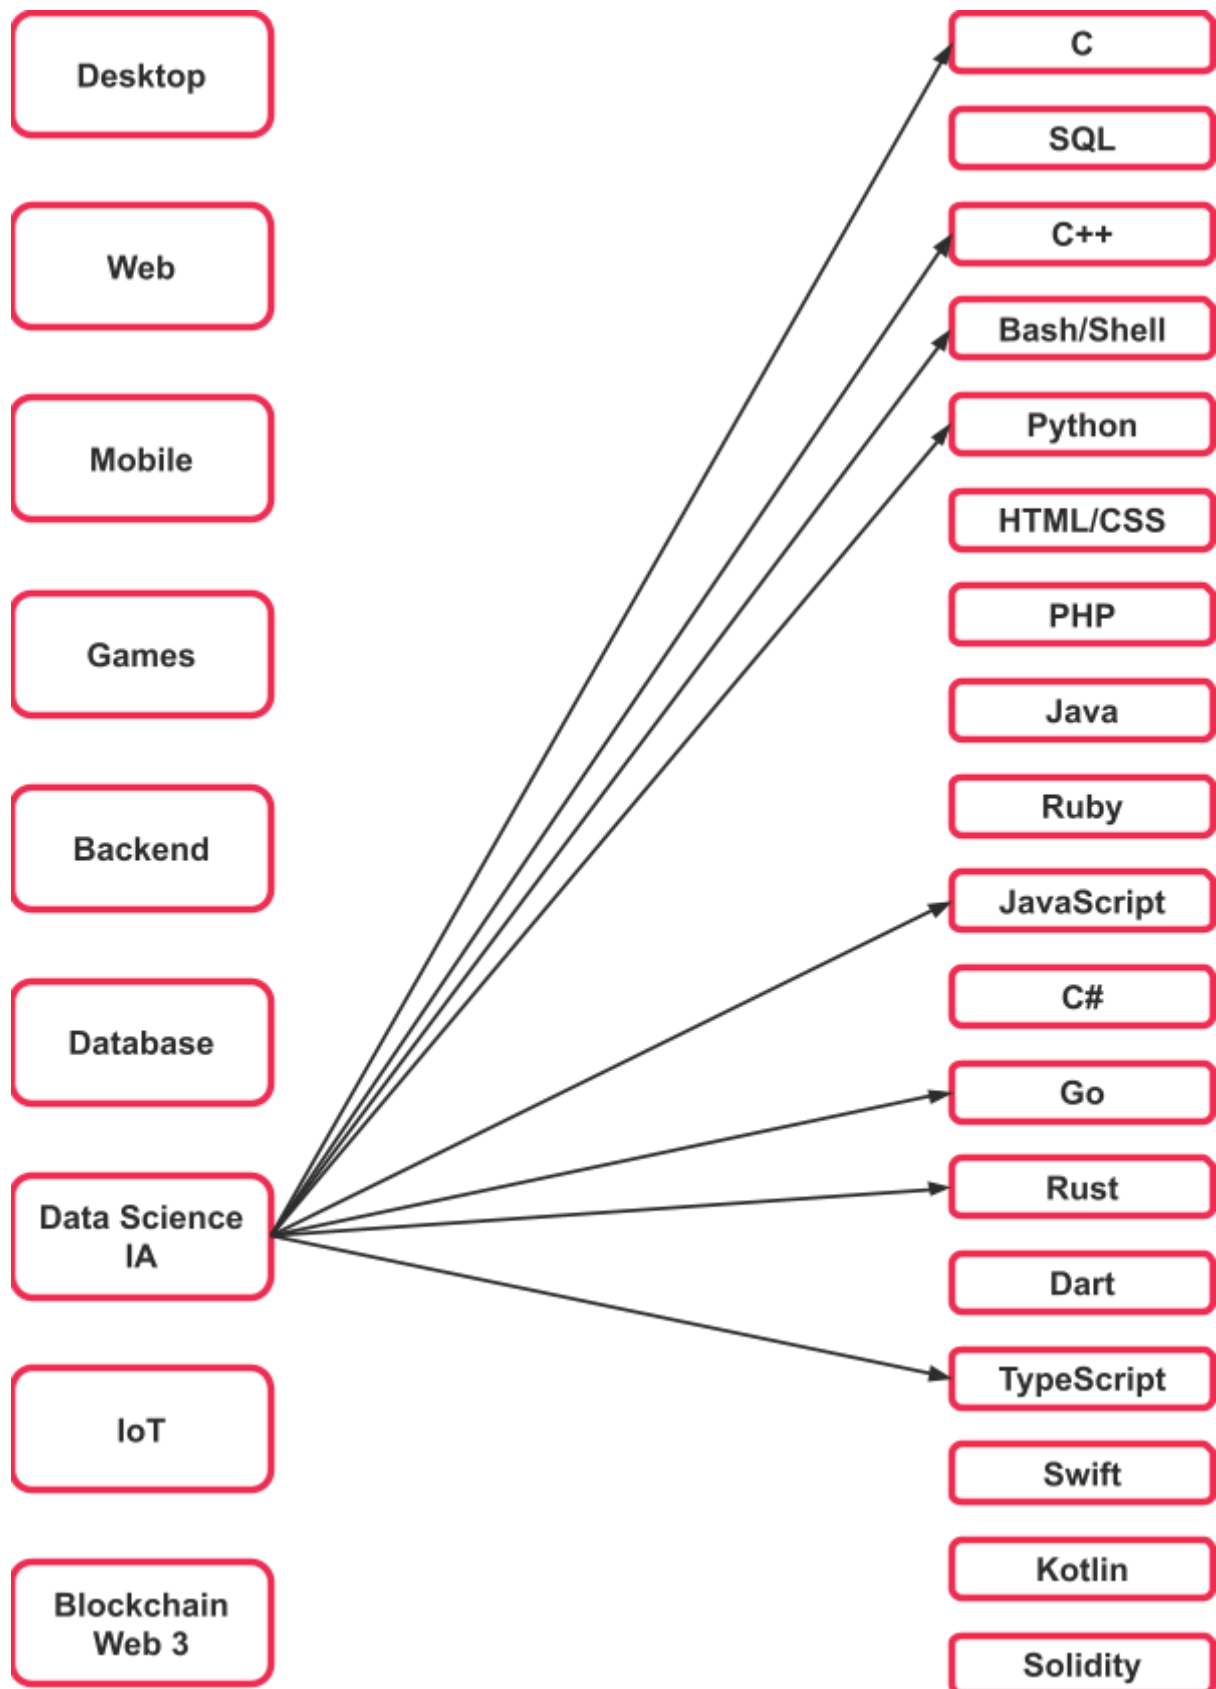 Desktop
Web
Mobile
Games
Backend
Database
Data Science
IA
IoT
Blockchain
Web 3
C
SQL
C++
Bash/Shell
Python
HTML/CSS
PHP
Java
Ruby
JavaScript
C#
Go
Rust
Dart
TypeScript
Swift
Kotlin
Solidity